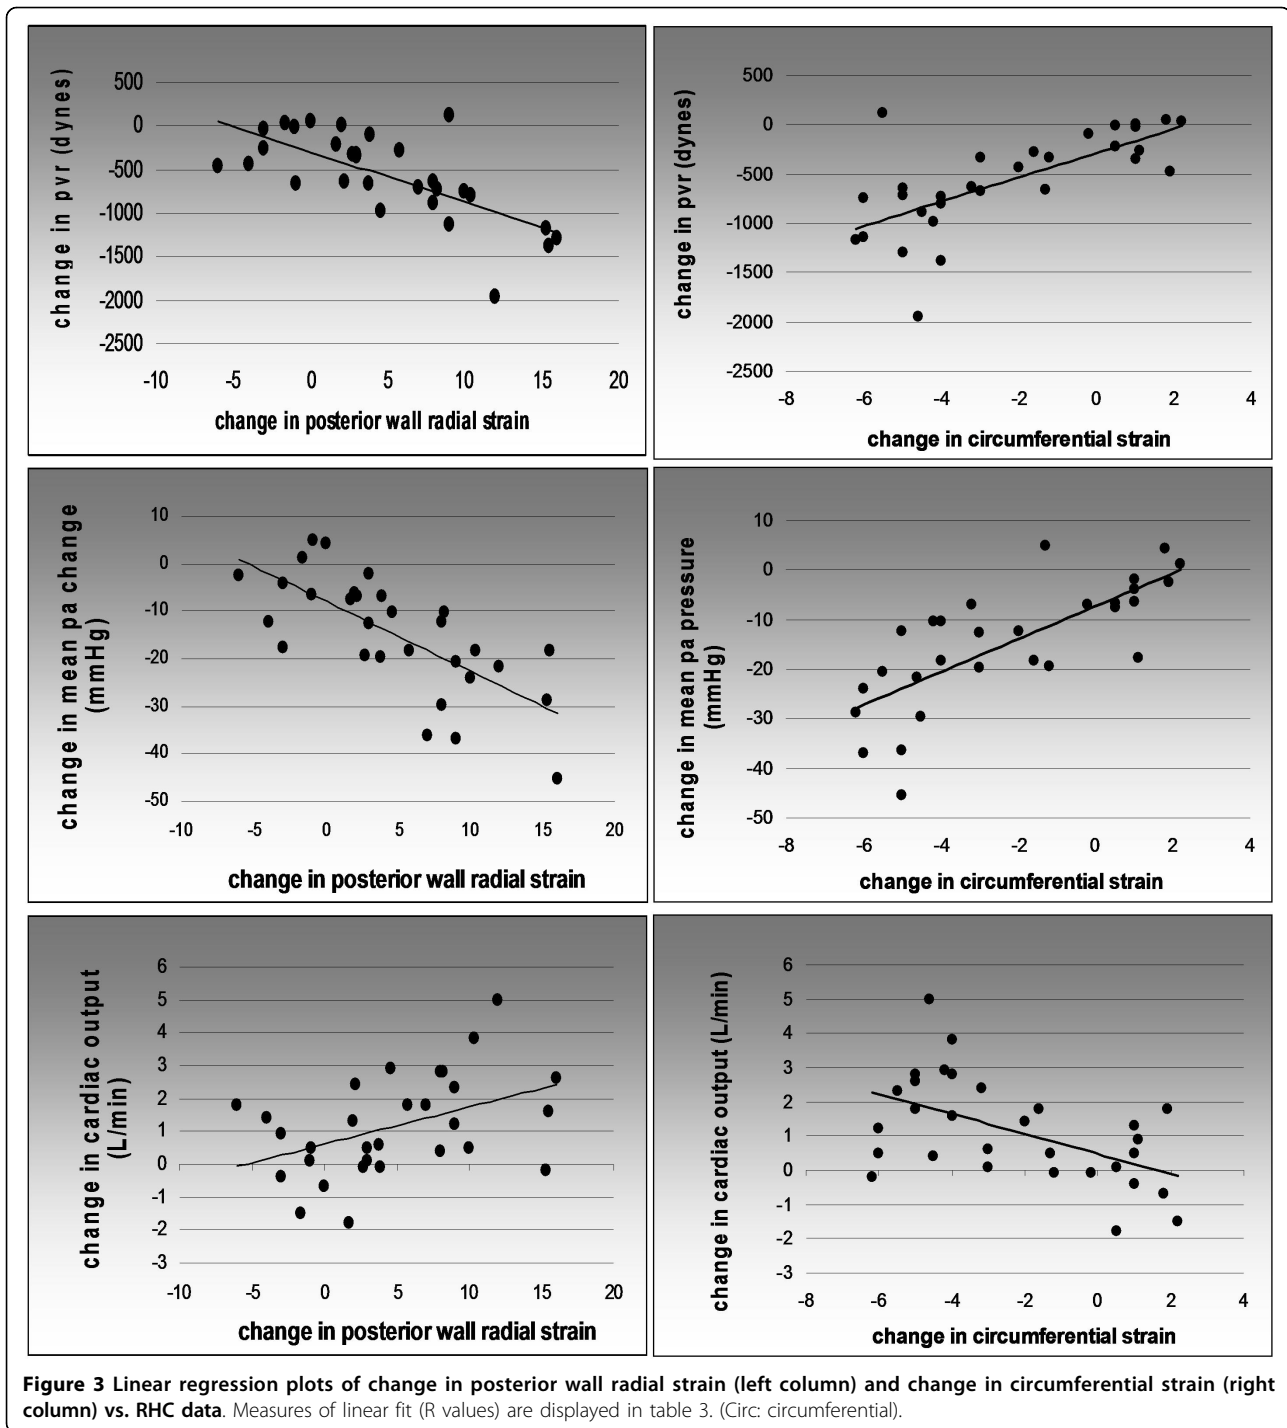 500
0
-500
-1000
-1500
-2000
-2500
-10 -5 0 5 10 15 20
change in pvr (dynes)
change in posterior wall radial strain
500
0
-500
-1000
-1500
-2000
-2500
-8 -6 -4 -2 0 2 4
change in pvr (dynes)
change in circumferential strain
10
0
-10
-20
-30
-40
-50
-10 -5 0 5 10 15 20
change in mean pa change
(mmHg)
change in posterior wall radial strain
10
0
-10
-20
-30
-40
-50
-8 -6 -4 -2 0 2 4
change in mean pa pressure
(mmHg)
change in circumferential strain
6
5
4
3
2
1
0
-1
-2
-3
-10 -5 0 5 10 15 20
change in cardiac output
(L/min)
change in posterior wall radial strain
6
5
4
3
2
1
0
-1
-2
-3
-8 -6 -4 -2 0 2 4
change in cardiac output (L/min)
change in circumferential strain
Figure 3 Linear regression plots of change in posterior wall radial strain (left column) and change in circumferential strain (right
column) vs. RHC data. Measures of linear fit (R values) are displayed in table 3. (Circ: circumferential).